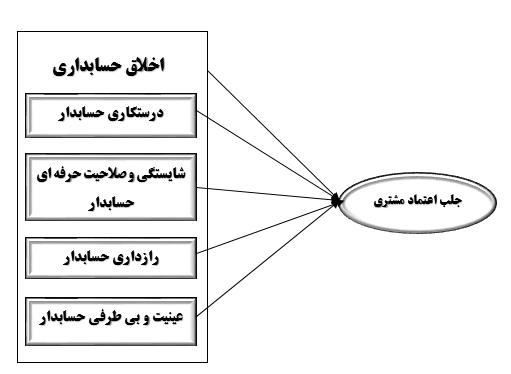 اخلاق حسابداری
درستکاری حسابدار
شایستگی و صلاحیت حرفه ای
حسابدار
رازداری حسابدار
عینیت و بی طرفی حسابدار
جلب اعتماد مشتری